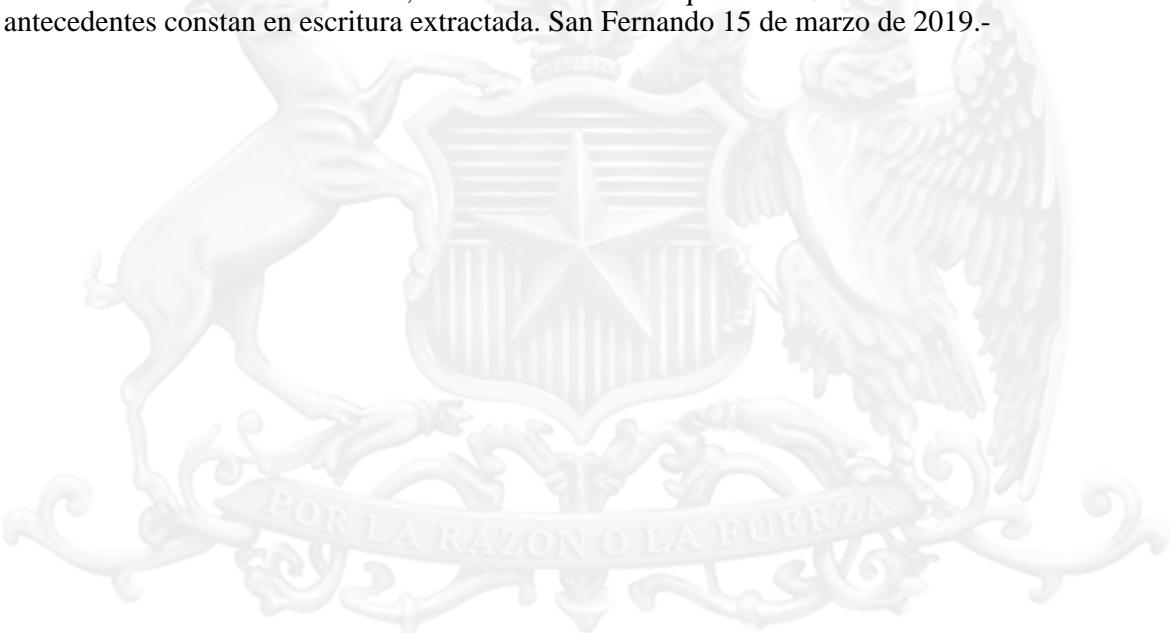 antecedentes constan en escritura extractada. San Fernando 15 de marzo de 2019.-
POR LA RAZON O LA FUERZA